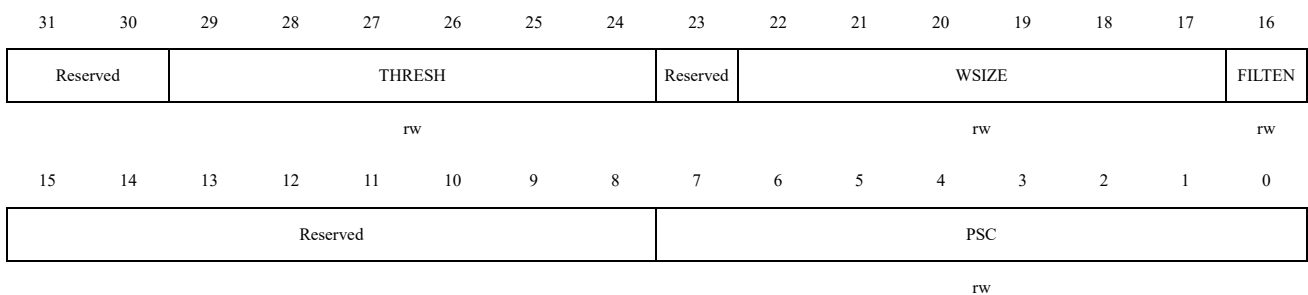 31 30 29 28 27 26 25 24 23 22 21 20 19 18 17 16
Reserved THRESH Reserved WSIZE FILTEN
rw rw rw
15 14 13 12 11 10 9 8 7 6 5 4 3 2 1 0
Reserved PSC
rw